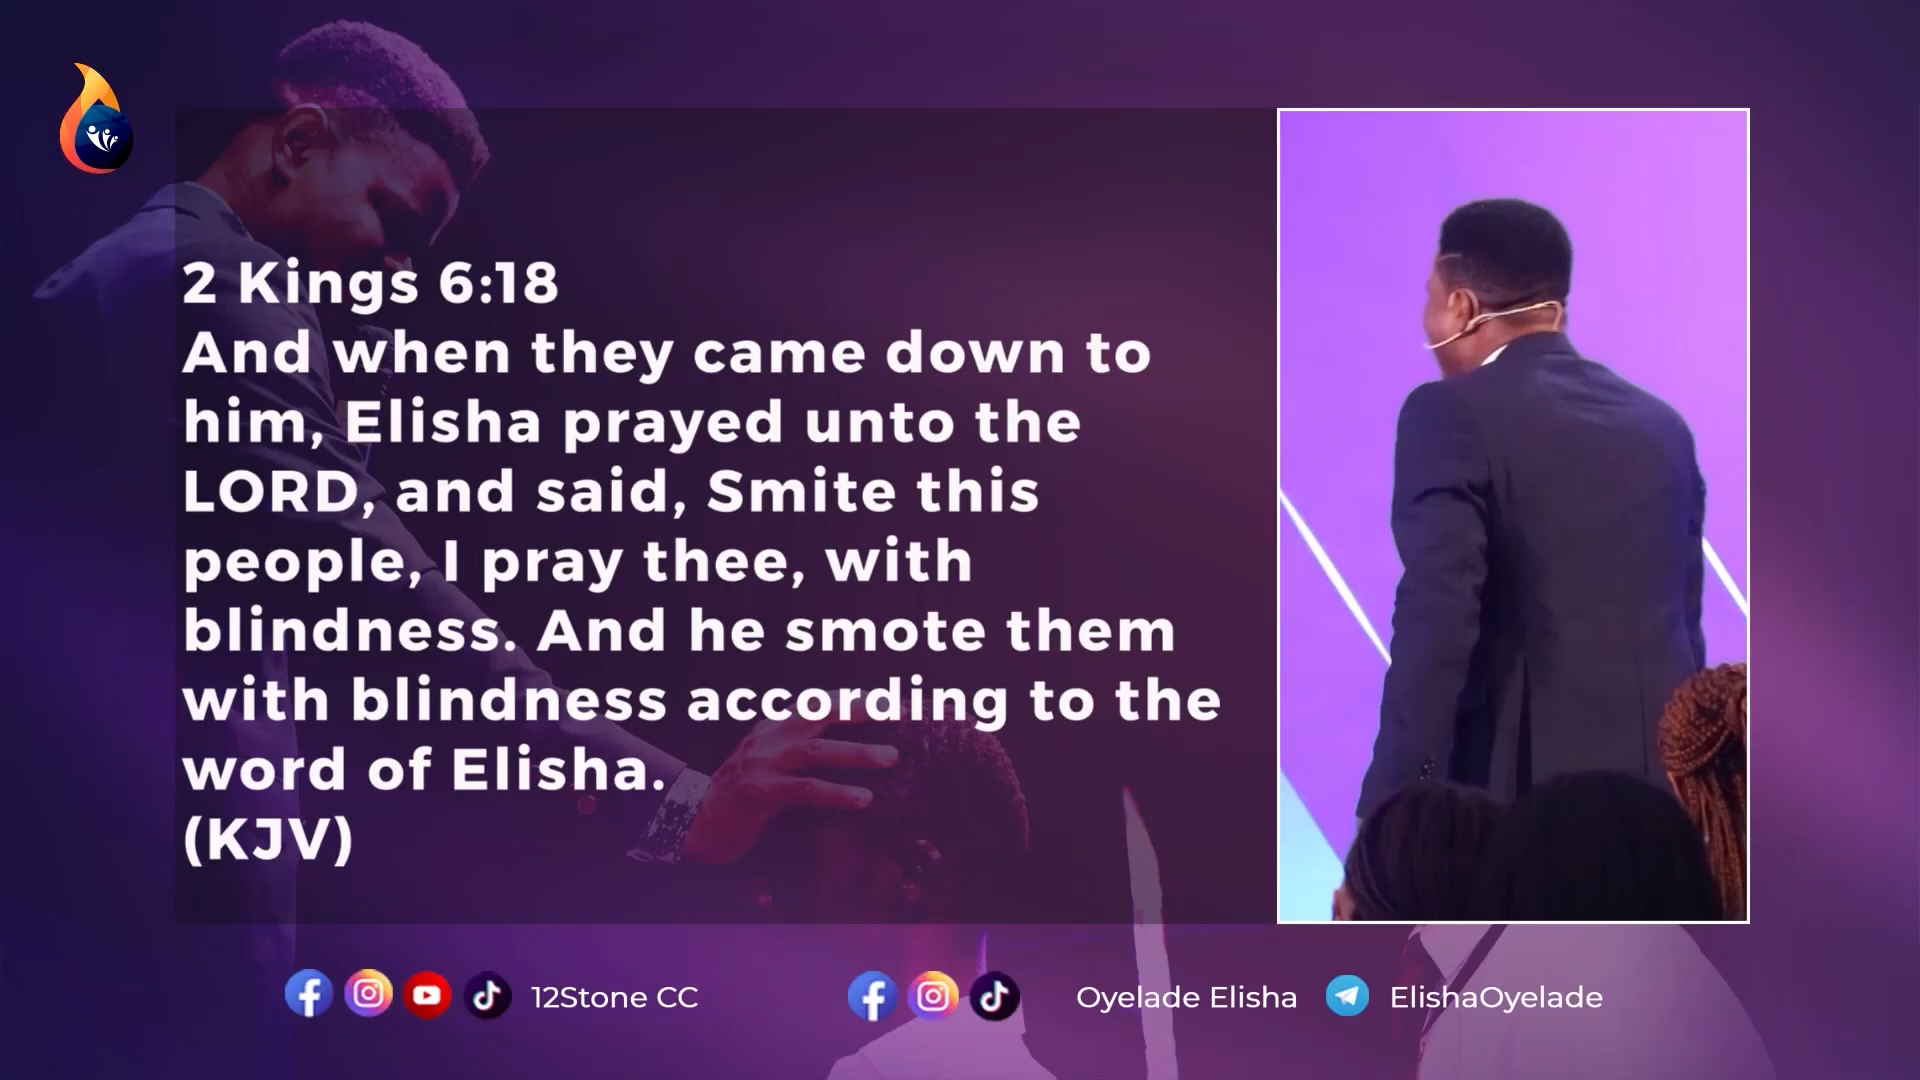 2 Kings 6:18
And when they came down to
him, Elisha prayed unto the
LORD, and said, Smite this
people, I pray thee, with
blindness. And he smote them
with blindness according to the
word of Elisha.
(KJV)
12Stone CC
Oyelade Elisha
ElishaOyelade